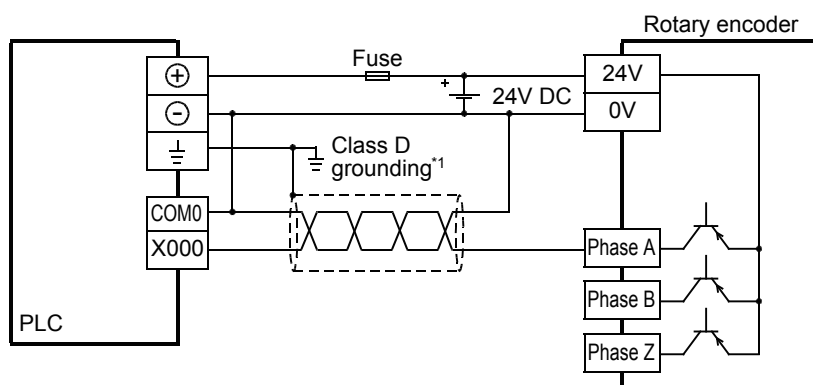 Rotary encoder
Fuse
24V
+
24V DC
0V
Class D
grounding*1
COM0
X000
Phase A
Phase B
PLC
Phase Z